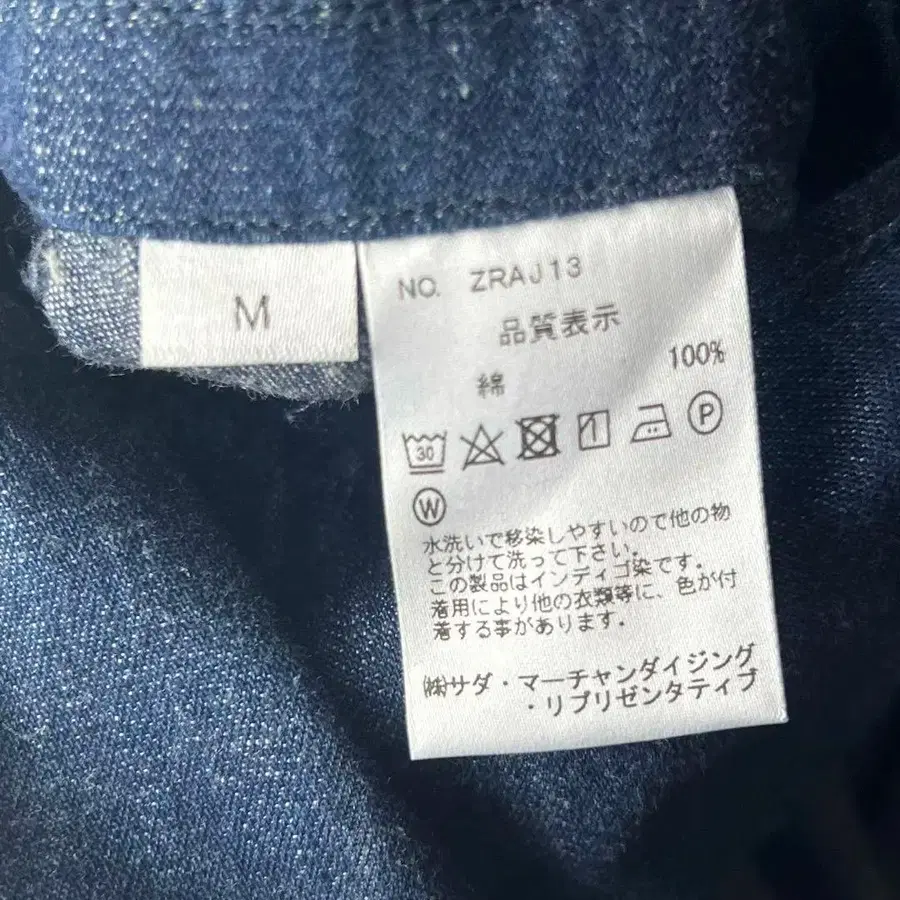 M
NO. ZRAJ13
品質表示
綿 100%
30 P
W
水洗いで移染しやすいので他の物
と分けて洗って下さい。
この製品はインディゴ染です。
着用により他の衣類等に、色が付
着する事があります。
㈱サダ・マーチャンダイジング
・リプリゼンタティブ